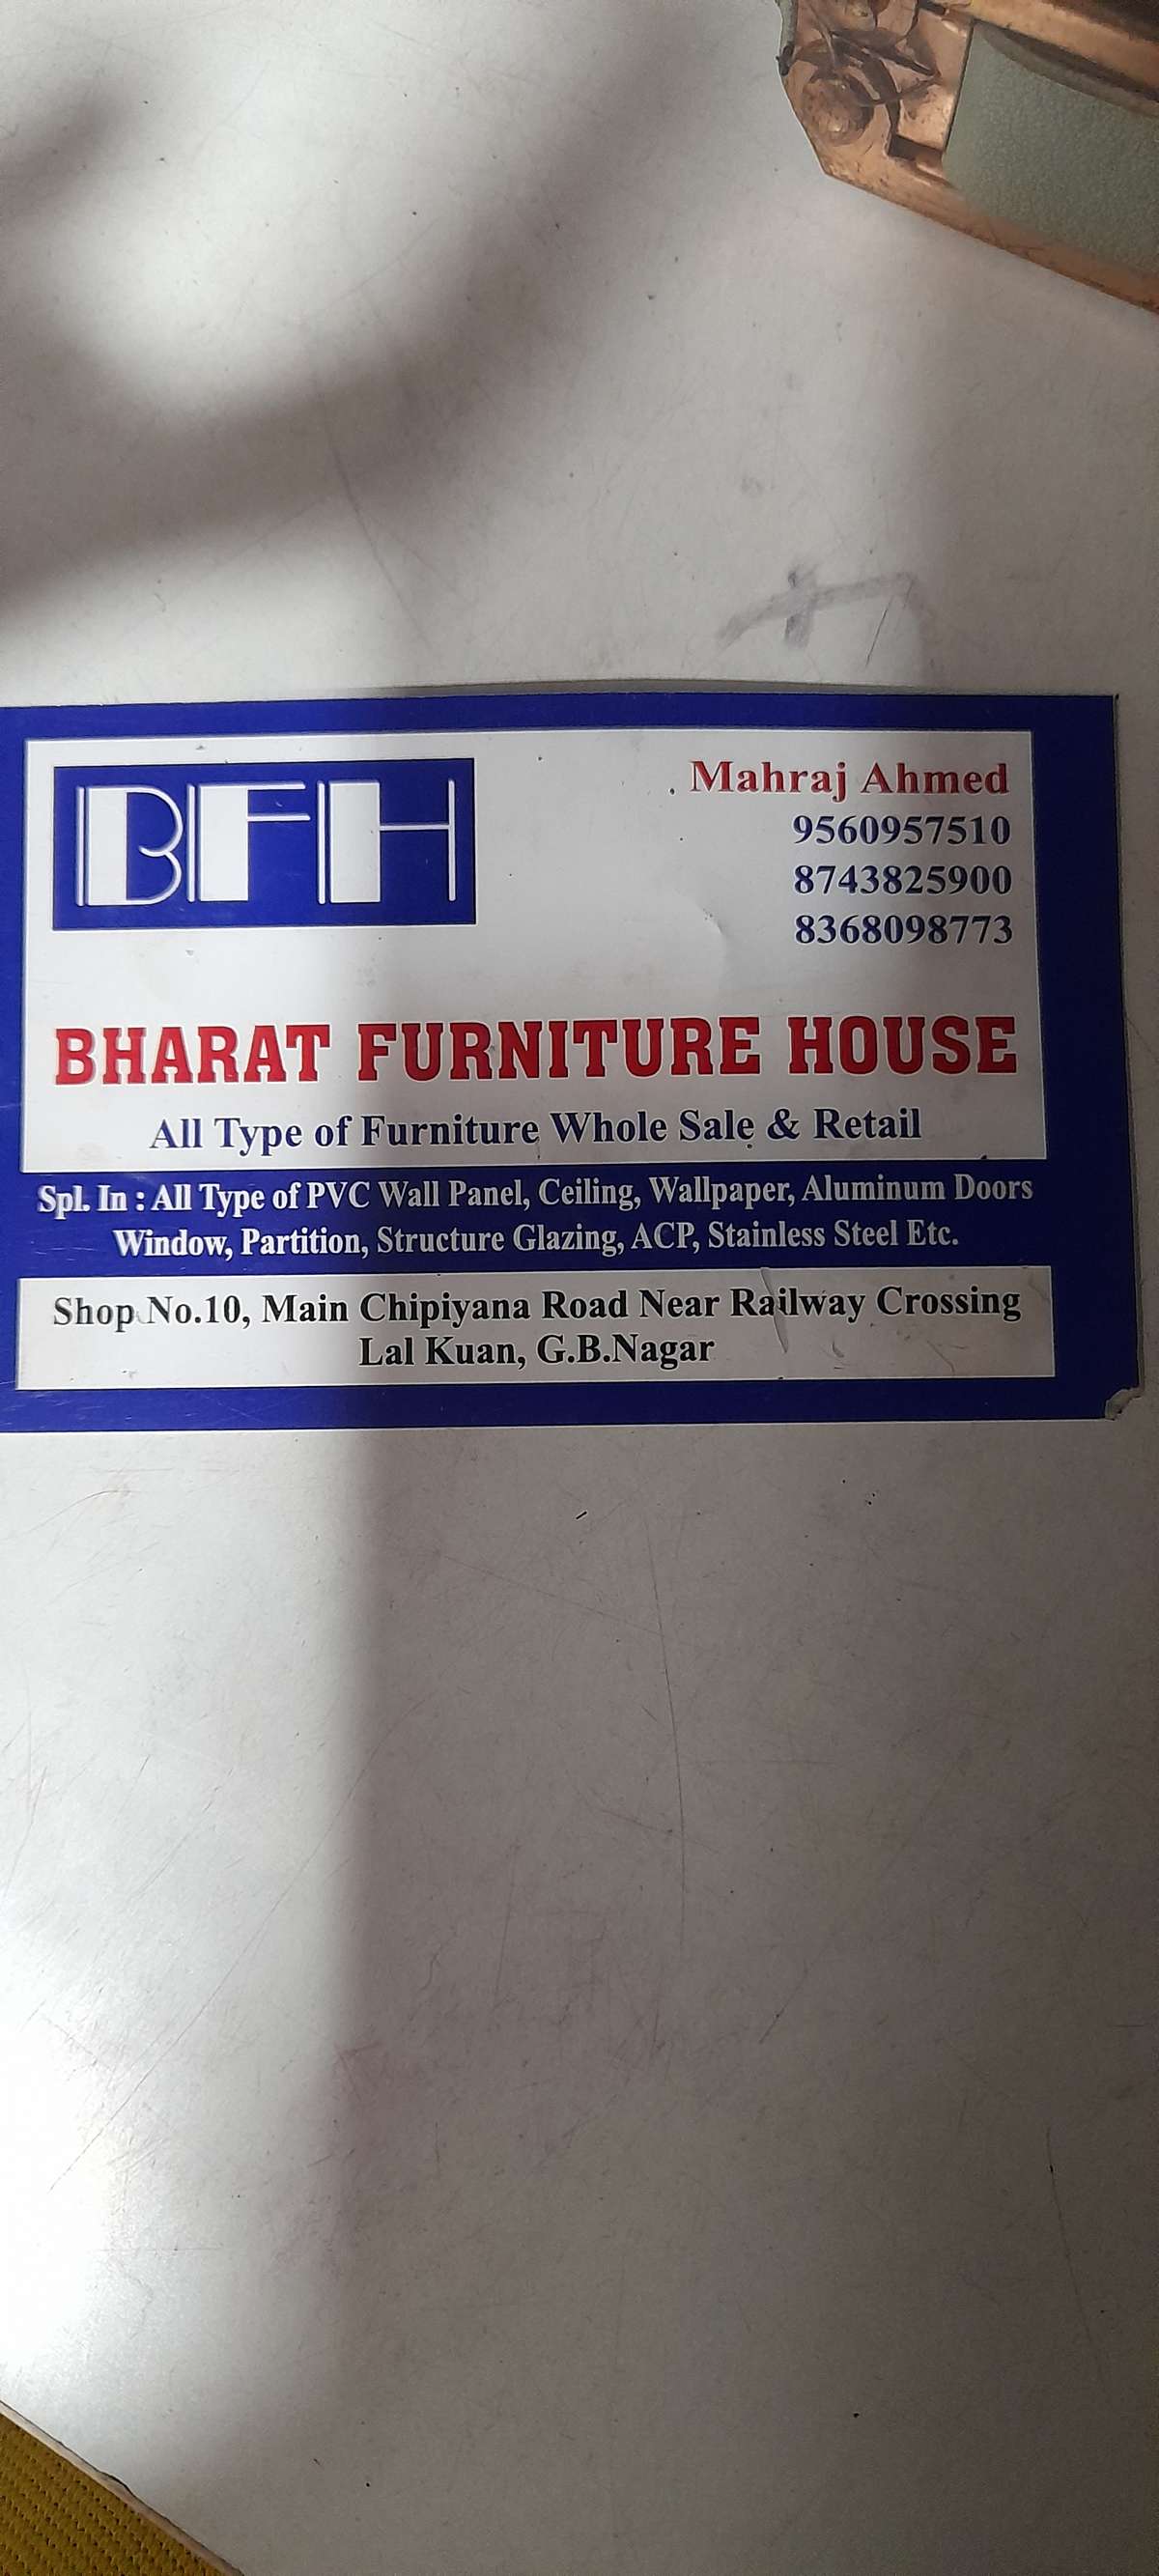 BFH
Mahraj Ahmed
9560957510
8743825900
8368098773
BHARAT FURNITURE HOUSE
All Type of Furniture Whole Sale & Retail
Spl. In : All Type of PVC Wall Panel, Ceiling, Wallpaper, Aluminum Doors
Window, Partition, Structure Glazing, ACP, Stainless Steel Etc.
Shop No.10, Main Chipiyana Road Near Railway Crossing
Lal Kuan, G.B.Nagar